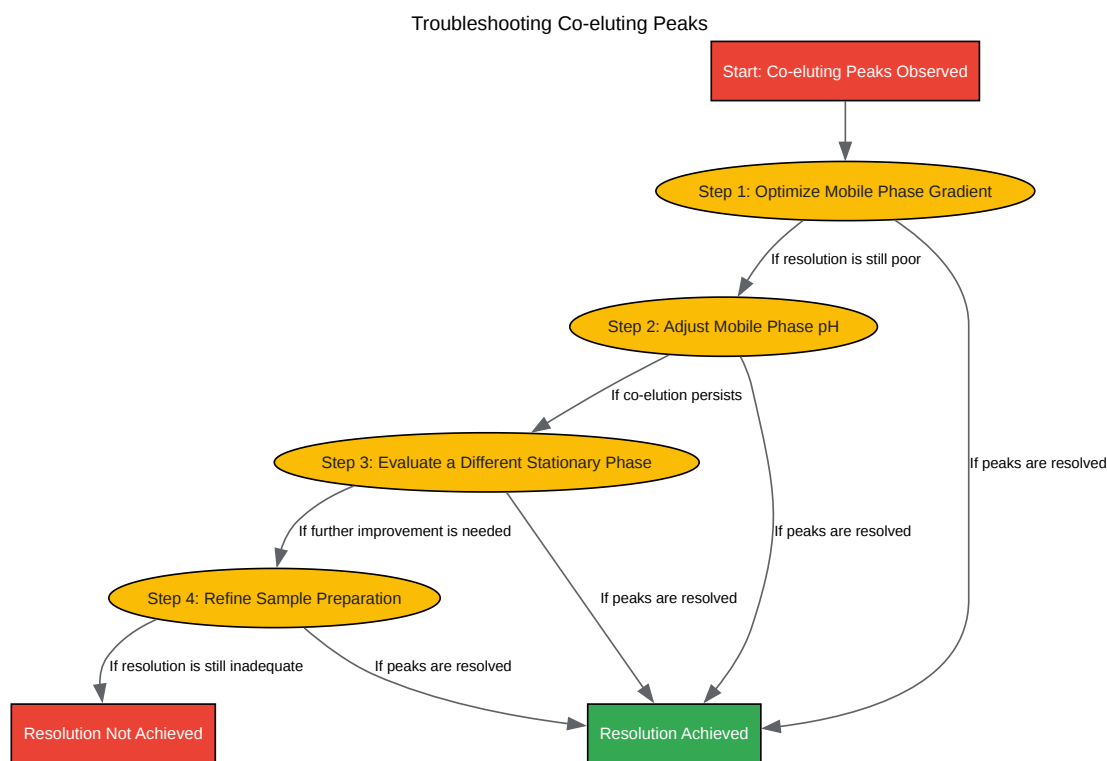 Troubleshooting Co-eluting Peaks
Start: Co-eluting Peaks Observed
Step 1: Optimize Mobile Phase Gradient
If resolution is still poor
Step 2: Adjust Mobile Phase pH
If co-elution persists
Step 3: Evaluate a Different Stationary Phase
If peaks are resolved
If further improvement is needed
If peaks are resolved
Step 4: Refine Sample Preparation
If peaks are resolved
If resolution is still inadequate
If peaks are resolved
Resolution Not Achieved
Resolution Achieved